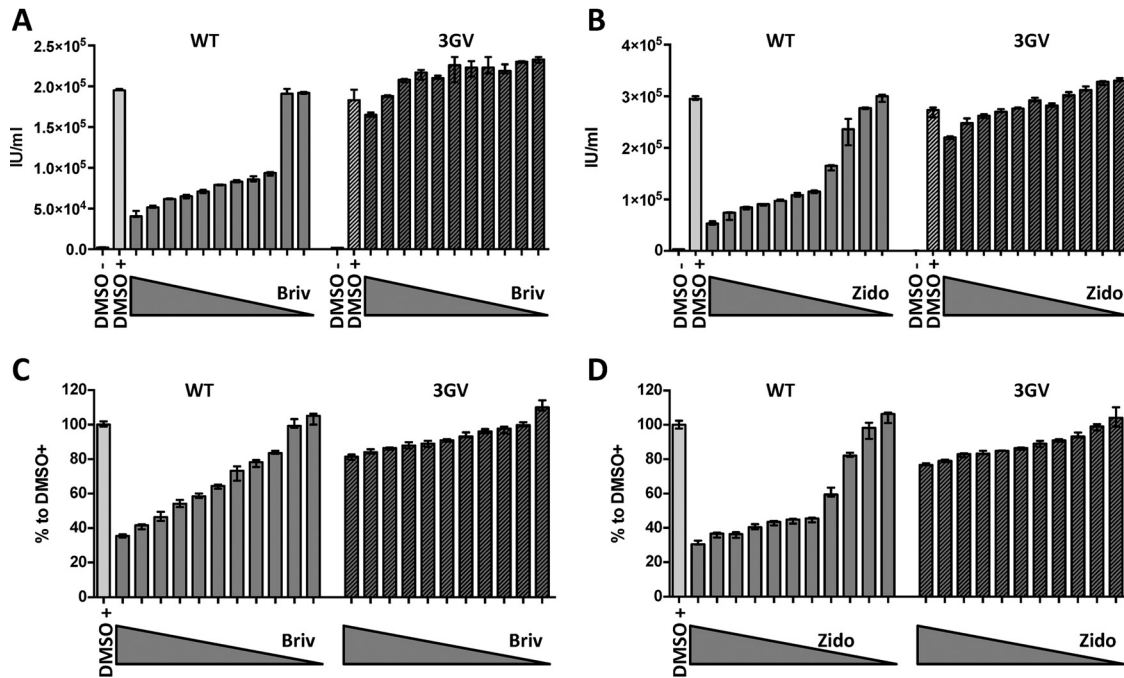 A
WT
3GV
IU/ml
2.5×10⁵
2.0×10⁵
1.5×10⁵
1.0×10⁵
5.0×10⁴
0.0
DMSO -
DMSO +
Briv
DMSO -
DMSO +
Briv
B
WT
3GV
IU/ml
4×10⁵
3×10⁵
2×10⁵
1×10⁵
0
DMSO -
DMSO +
Zido
DMSO -
DMSO +
Zido
C
WT
3GV
% to DMSO+
120
100
80
60
40
20
0
DMSO +
Briv
Briv
D
WT
3GV
% to DMSO+
120
100
80
60
40
20
0
DMSO +
Zido
Zido